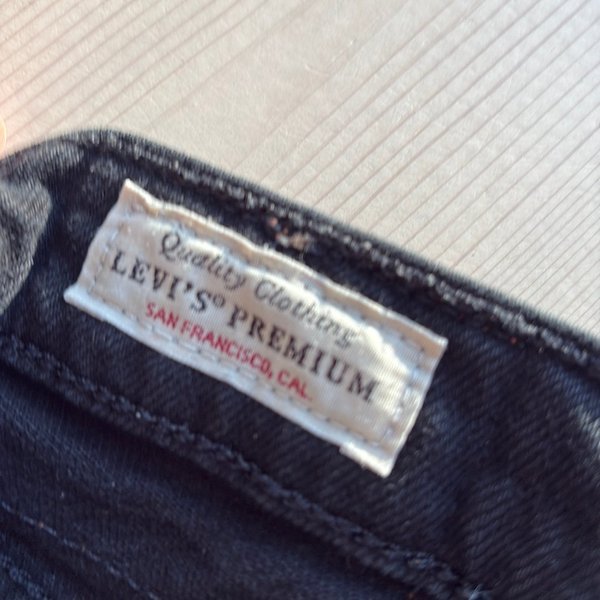 Quality Clothing
LEVI'S® PREMIUM
SAN FRANCISCO, CAL.